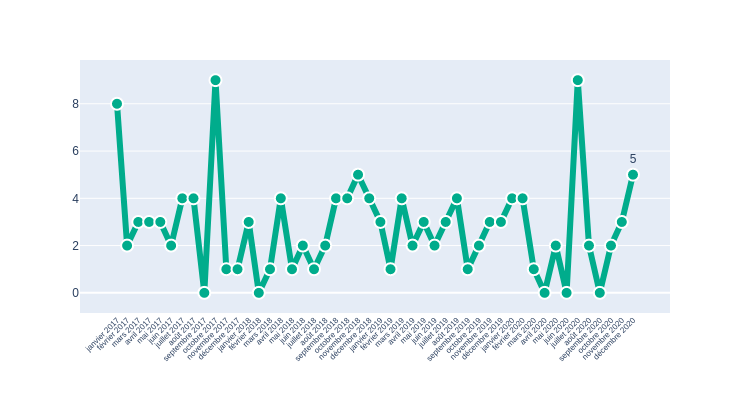 8
6
4
2
0
5
janvier 2017
février 2017
mars 2017
avril 2017
mai 2017
juin 2017
juillet 2017
août 2017
septembre 2017
octobre 2017
novembre 2017
décembre 2017
janvier 2018
février 2018
mars 2018
avril 2018
mai 2018
juin 2018
juillet 2018
août 2018
septembre 2018
octobre 2018
novembre 2018
décembre 2018
janvier 2019
février 2019
mars 2019
avril 2019
mai 2019
juin 2019
juillet 2019
août 2019
septembre 2019
octobre 2019
novembre 2019
décembre 2019
janvier 2020
février 2020
mars 2020
avril 2020
mai 2020
juin 2020
juillet 2020
août 2020
septembre 2020
octobre 2020
novembre 2020
décembre 2020